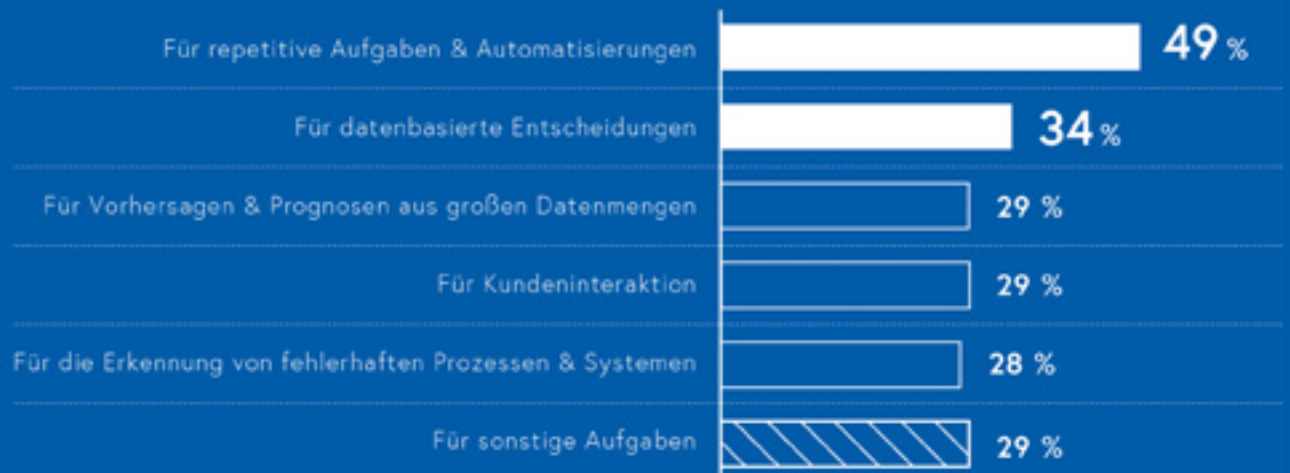 Für repetitive Aufgaben & Automatisierungen 49 %
Für datenbasierte Entscheidungen 34 %
Für Vorhersagen & Prognosen aus großen Datenmengen 29 %
Für Kundeninteraktion 29 %
Für die Erkennung von fehlerhaften Prozessen & Systemen 28 %
Für sonstige Aufgaben 29 %